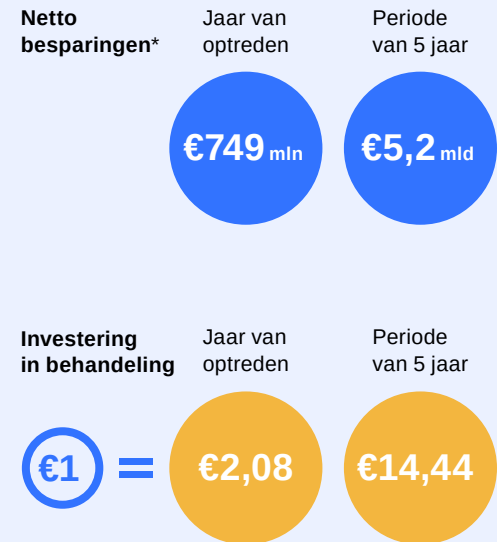 Netto
besparingen*
Jaar van
optreden
Periode
van 5 jaar
€749 mln
€5,2 mld
Investering
in behandeling
Jaar van
optreden
Periode
van 5 jaar
€1 =
€2,08
€14,44